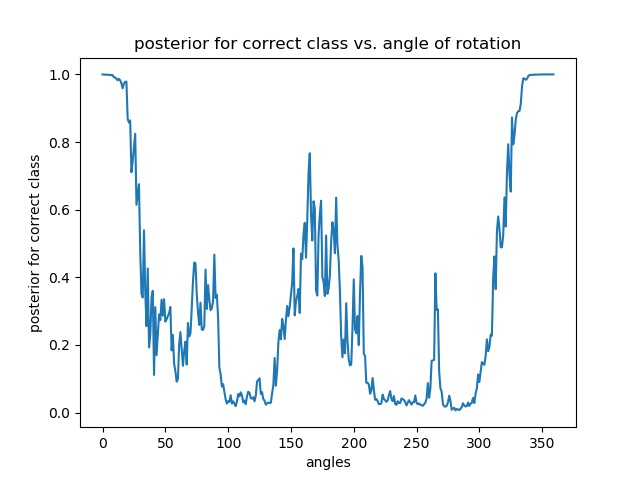 posterior for correct class vs. angle of rotation
posterior for correct class
1.0
0.8
0.6
0.4
0.2
0.0
0 50 100 150 200 250 300 350
angles